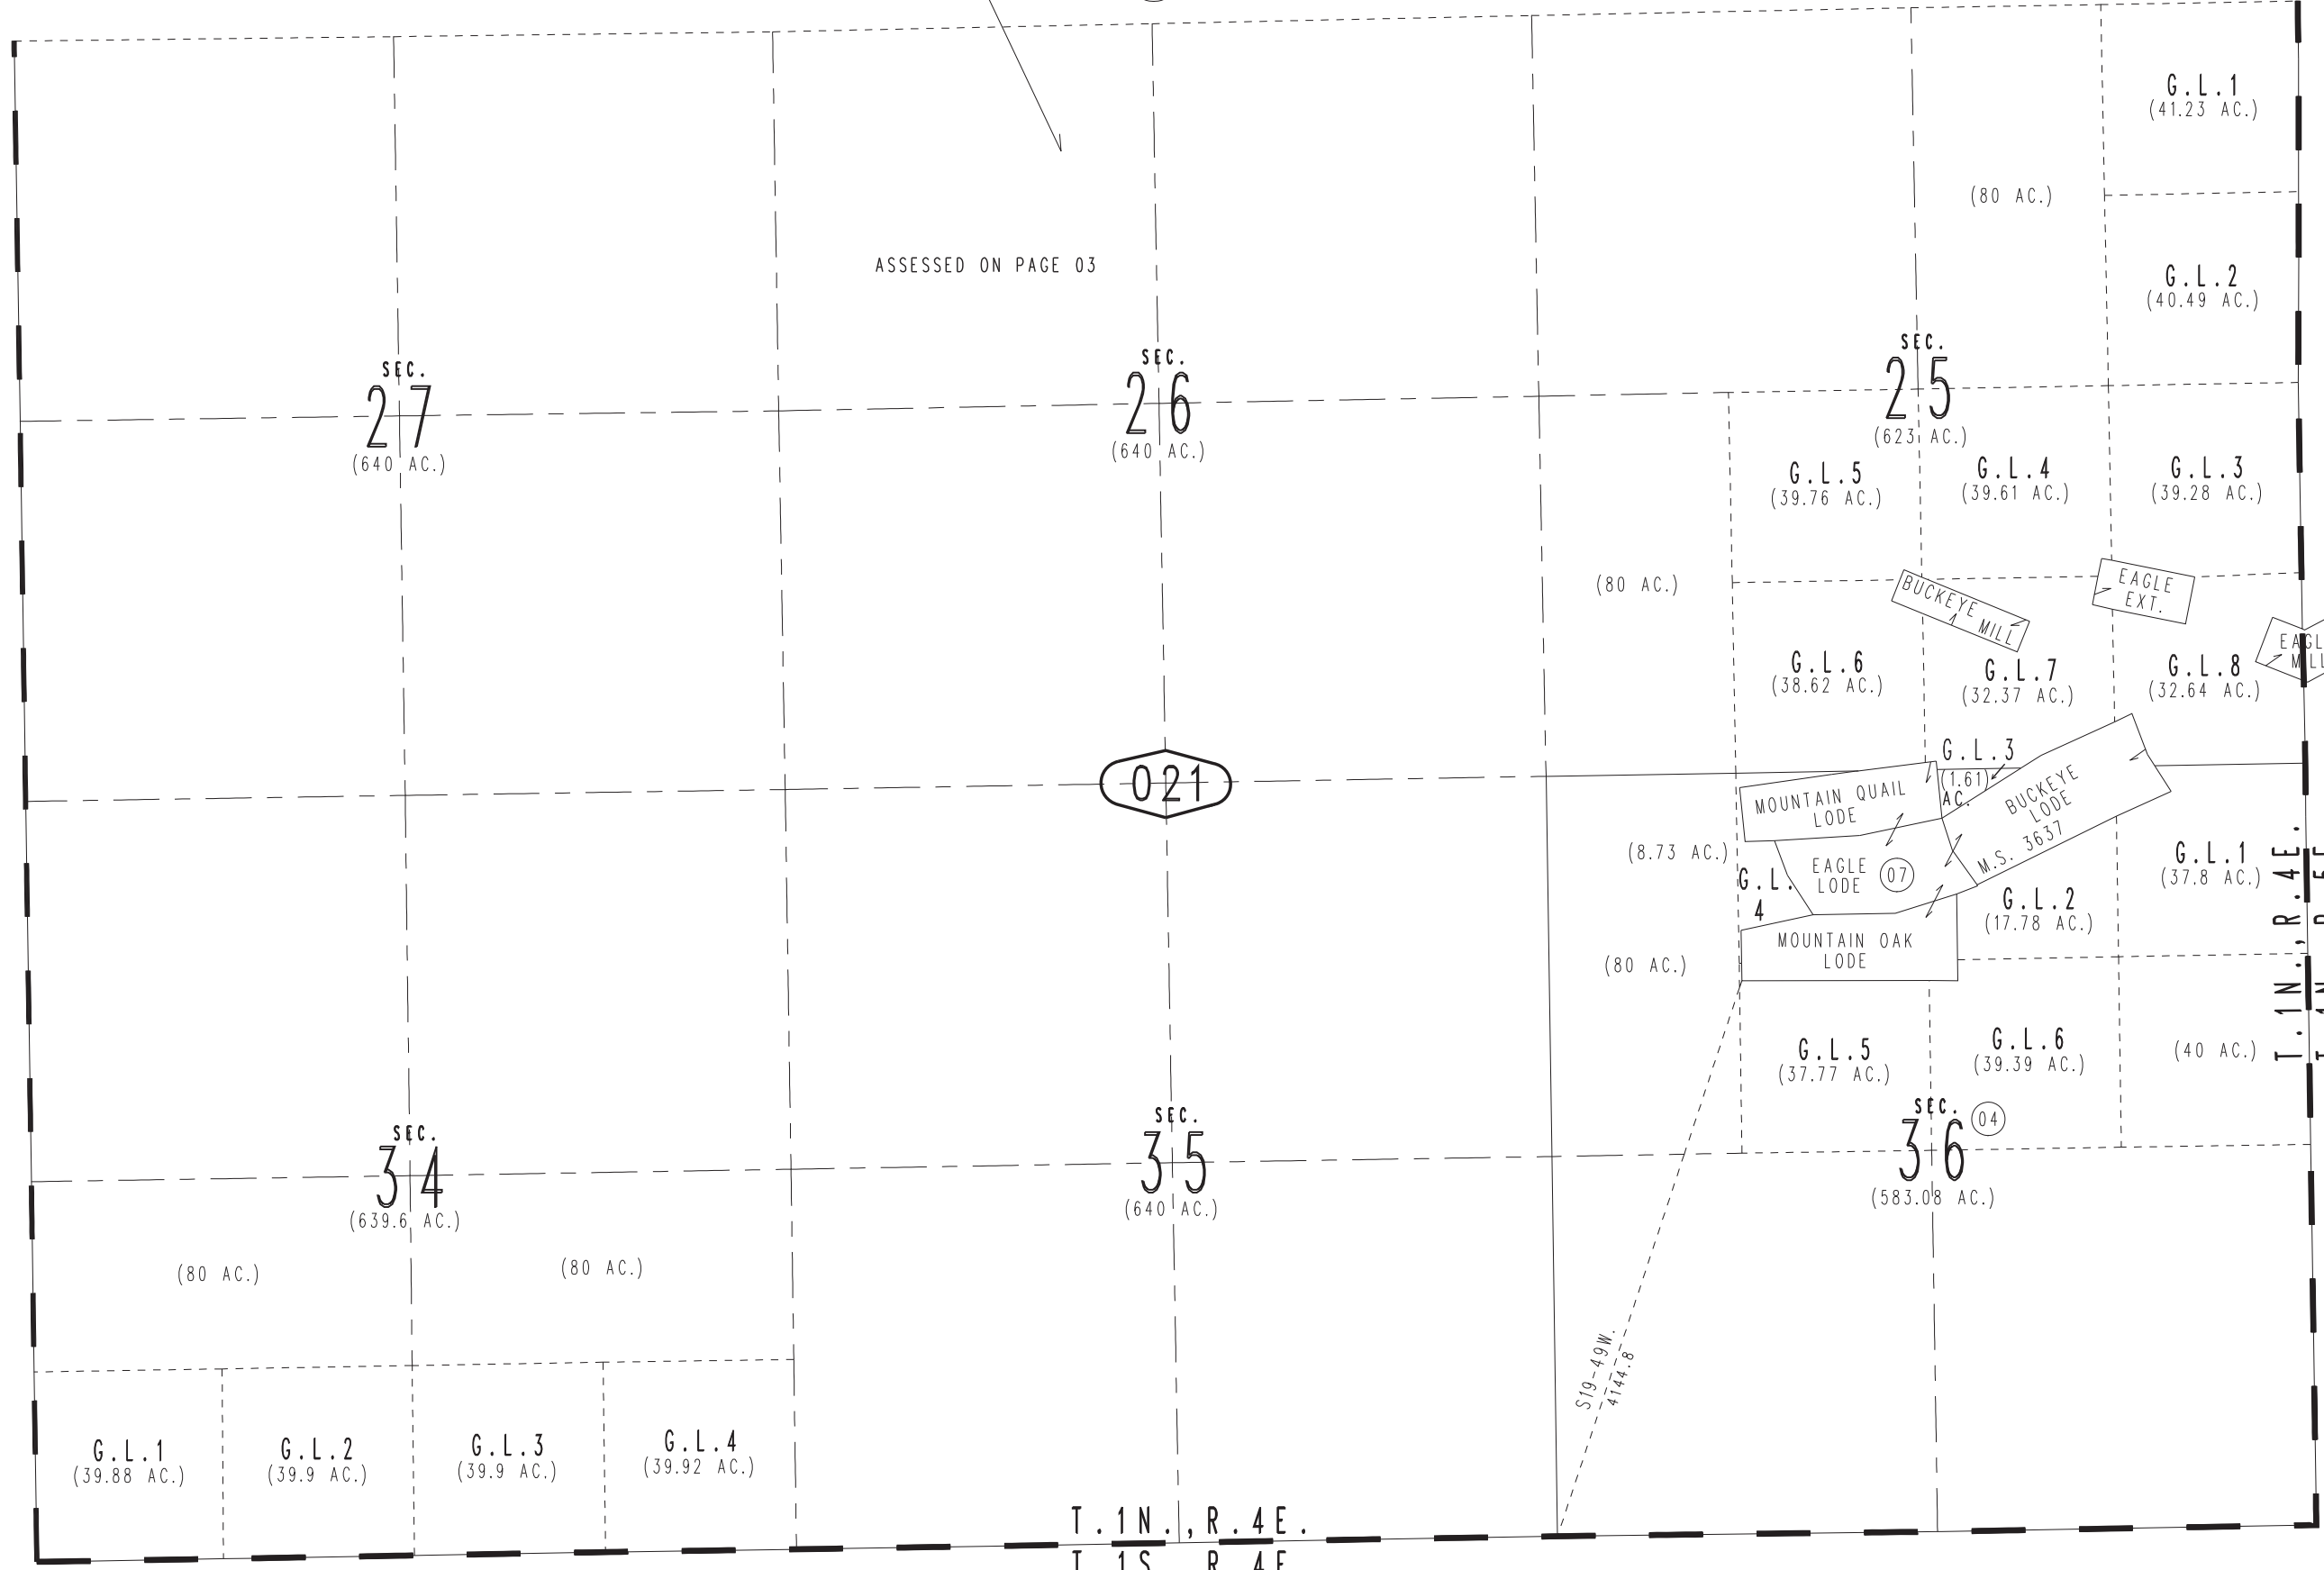 G.L.1
(41.23 AC.)
(80 AC.)
ASSESSED ON PAGE 03
G.L.2
(40.49 AC.)
SEC.
27
(640 AC.)
SEC.
26
(640 AC.)
SEC.
25
(623 AC.)
G.L.5
(39.76 AC.)
G.L.4
(39.61 AC.)
G.L.3
(39.28 AC.)
(80 AC.)
BUCKEYE
MILL
EAGLE
EXT.
G.L.6
(38.62 AC.)
G.L.7
(32.37 AC.)
G.L.8
(32.64 AC.)
021
G.L.3
(1.61)
AC.
MOUNTAIN QUAIL
LODE
BUCKEYE
LODE
M.S. 3637
(8.73 AC.)
G.L.
4
EAGLE
LODE
07
G.L.1
(37.8 AC.)
G.L.2
(17.78 AC.)
MOUNTAIN OAK
LODE
(80 AC.)
T.1N.,R.4E.
G.L.5
(37.77 AC.)
G.L.6
(39.39 AC.)
(40 AC.)
SEC.
34
(639.6 AC.)
SEC.
35
(640 AC.)
SEC.
36
04
(583.08 AC.)
(80 AC.)
(80 AC.)
S19-49W.
4144.8
G.L.1
(39.88 AC.)
G.L.2
(39.9 AC.)
G.L.3
(39.9 AC.)
G.L.4
(39.92 AC.)
T.1N.,R.4E.